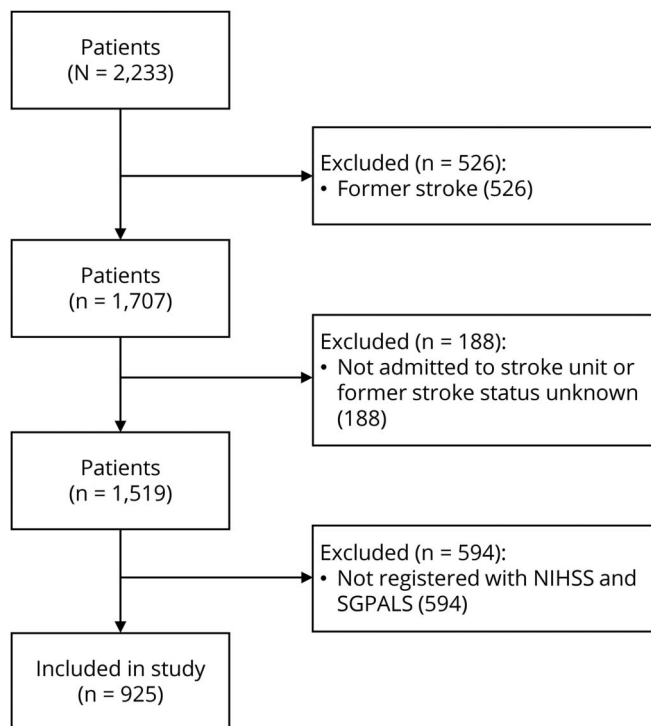 Patients
(N = 2,233)
Excluded (n = 526):
• Former stroke (526)
Patients
(n = 1,707)
Excluded (n = 188):
• Not admitted to stroke unit or
former stroke status unknown
(188)
Patients
(n = 1,519)
Excluded (n = 594):
• Not registered with NIHSS and
SGPALS (594)
Included in study
(n = 925)